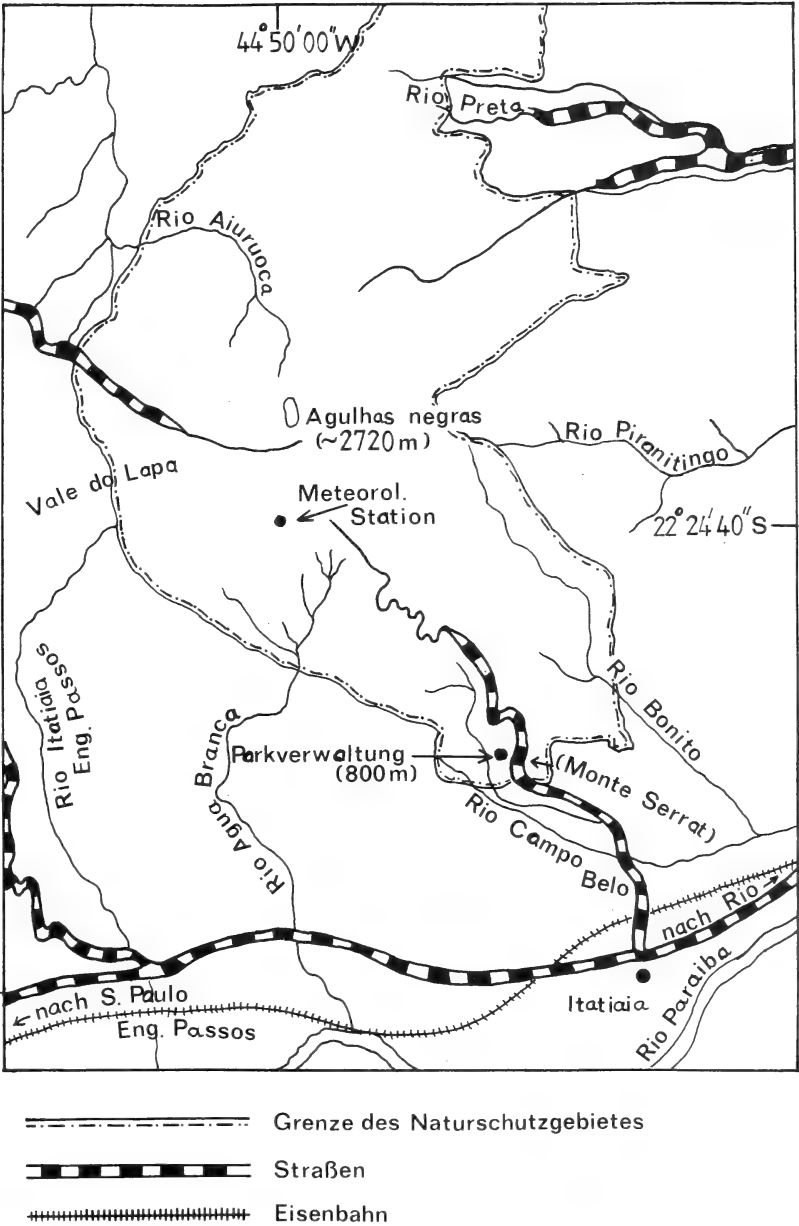 44°50'00"W
Rio Preta
Rio Aiuruoca
Agulhas negras
(~2720m)
Rio Piranitingo
Vale do Lapa
Meteorol.
Station
22°24'40"S
Rio Itatiaia
Eng. Passos
Rio Bonito
Rio Agua Branca
Parkverwaltung
(800m)
(Monte Serrat)
Rio Campo
Belo
nach Rio →
← nach S. Paulo
Eng. Passos
Itatiaia
Rio Paraiba
Grenze des Naturschutzgebietes
Straßen
Eisenbahn